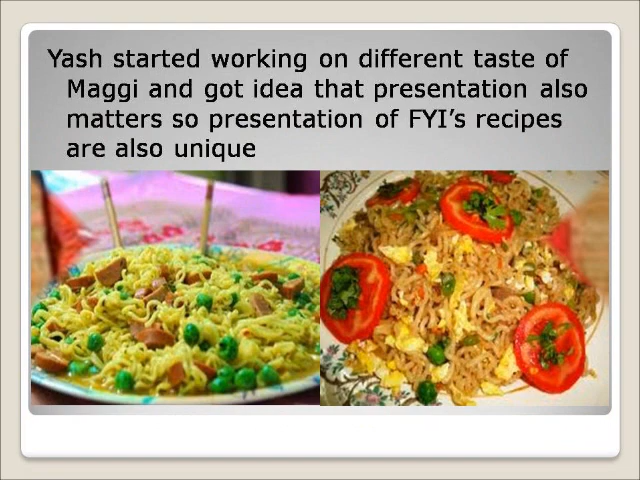 Yash started working on different taste of
Maggi and got idea that presentation also
matters so presentation of FYI’s recipes
are also unique